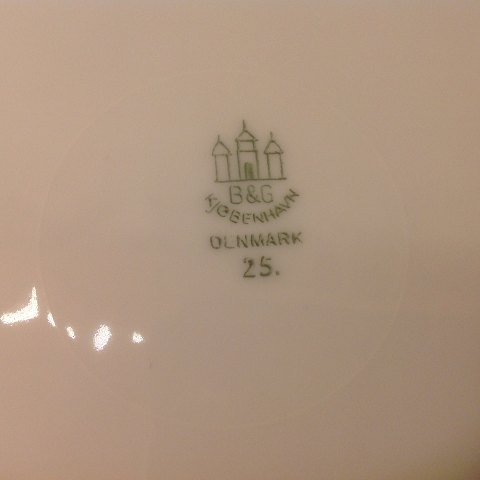 B&G
KJØBENHAVN
DENMARK
25.